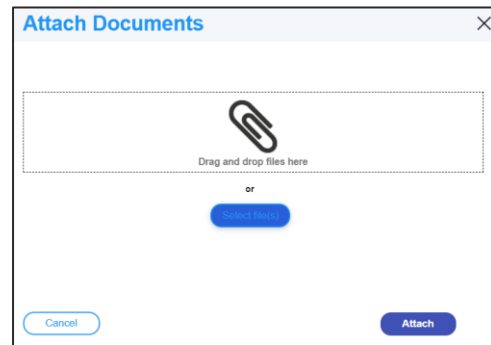 Attach Documents
Drag and drop files here
or
Select file(s)
Cancel
Attach